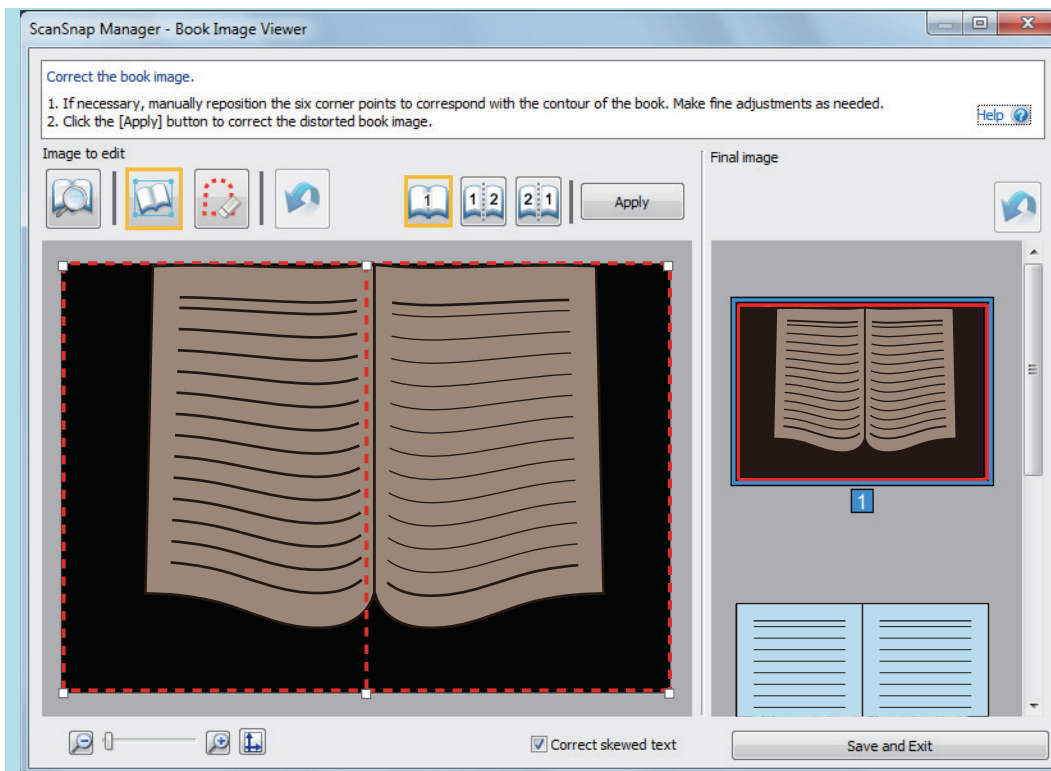 ScanSnap Manager - Book Image Viewer
Correct the book image.
1. If necessary, manually reposition the six corner points to correspond with the contour of the book. Make fine adjustments as needed.
2. Click the [Apply] button to correct the distorted book image.
Help ?
Image to edit
Final image
1
1 2
2 1
Apply
1
Correct skewed text
Save and Exit